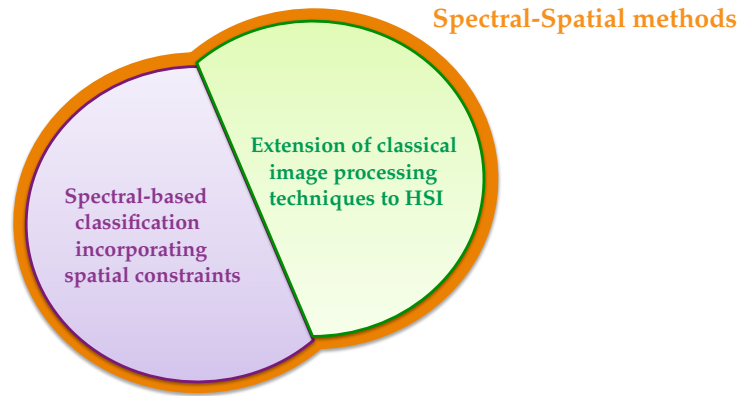 Spectral-Spatial methods
Extension of classical
image processing
techniques to HSI
Spectral-based
classification
incorporating
spatial constraints